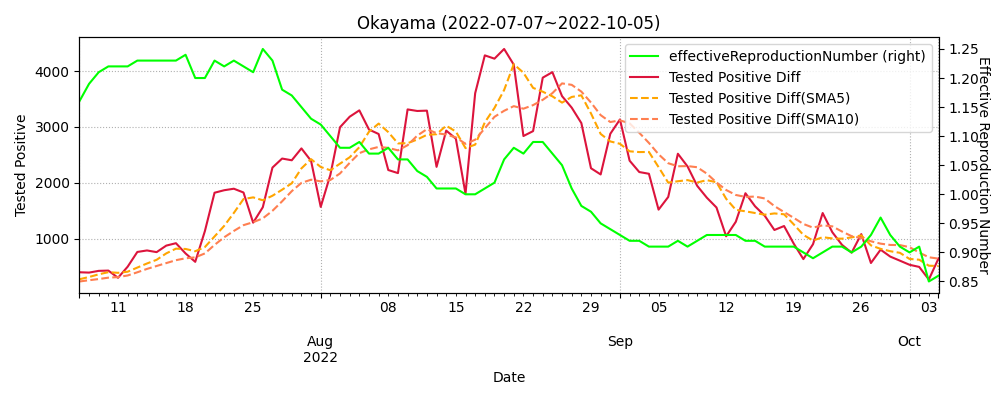 Okayama (2022-07-07~2022-10-05)
effectiveReproductionNumber (right)
Tested Positive Diff
Tested Positive Diff(SMA5)
Tested Positive Diff(SMA10)
Tested Positive
4000
3000
2000
1000
1.25
1.20
1.15
1.10
1.05
1.00
0.95
0.90
0.85
Effective Reproduction Number
11 18 25 08 15 22 29 05 12 19 26 03
Aug Sep Oct
2022
Date